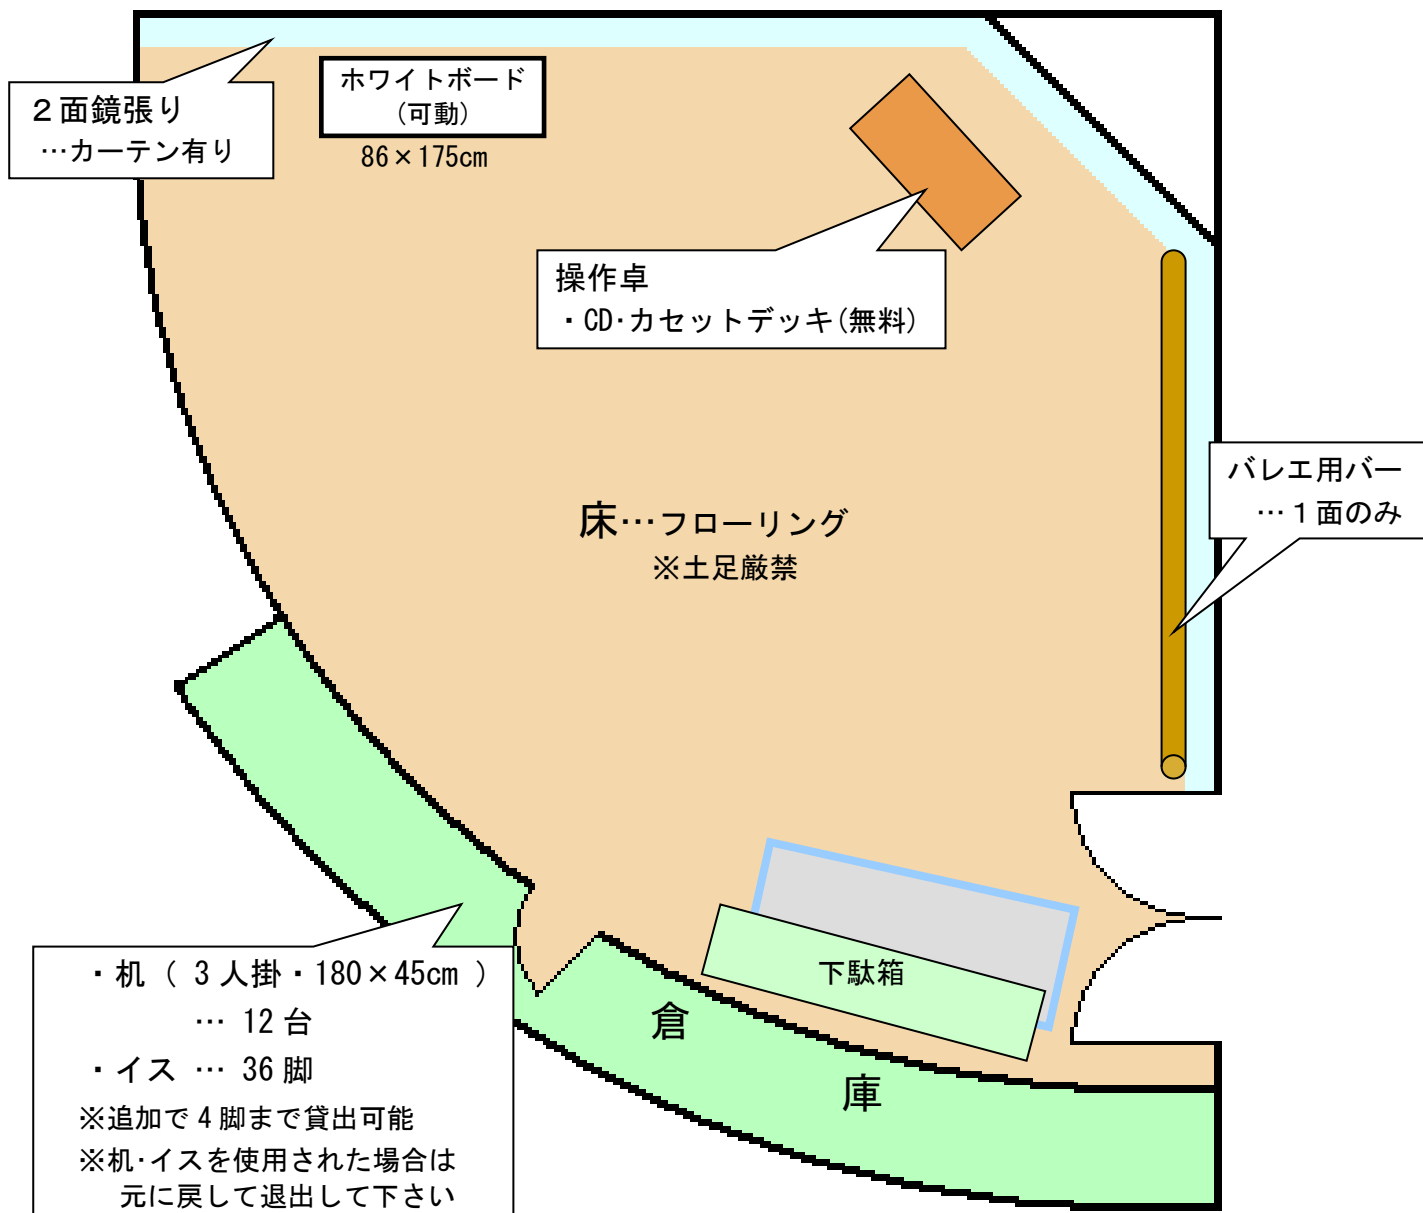 ホワイトボード
(可動)
86×175cm
２面鏡張り
…カーテン有り
操作卓
・CD・カセットデッキ(無料)
バレエ用バー
…１面のみ
床…フローリング
※土足厳禁
下駄箱
倉
庫
・机（ 3人掛・180×45cm ）
… 12台
・イス … 36脚
※追加で4脚まで貸出可能
※机・イスを使用された場合は
元に戻して退出して下さい